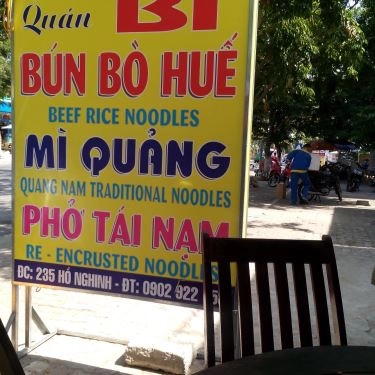 Quán BI
BÚN BÒ HUẾ
BEEF RICE NOODLES
MÌ QUẢNG
QUANG NAM TRADITIONAL NOODLES
PHỞ TÁI NẠM
RE - ENCRUSTED NOODLES
ĐC: 235 HỒ NGHINH - ĐT: 0902 922